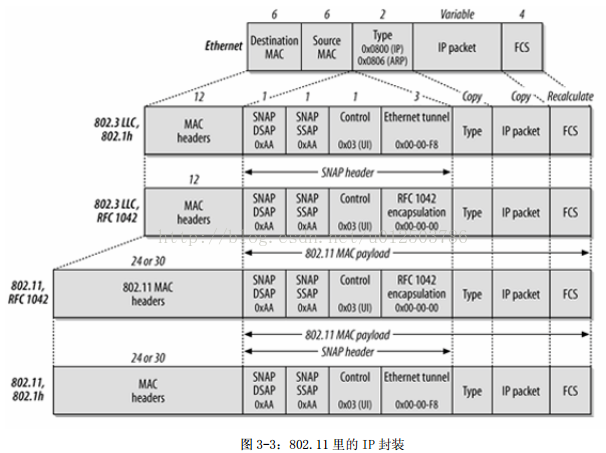 6 6 2 Variable 4
Ethernet Destination MAC Source MAC Type 0x0800 (IP) 0x0806 (ARP) IP packet FCS
12 1 1 1 3 Copy Copy Recalculate
802.3 LLC, 802.1h MAC headers SNAP DSAP 0xAA SNAP SSAP 0xAA Control 0x03 (UI) Ethernet tunnel 0x00-00-F8 Type IP packet FCS
SNAP header
12
802.3 LLC, RFC 1042 MAC headers SNAP DSAP 0xAA SNAP SSAP 0xAA Control 0x03 (UI) RFC 1042 encapsulation 0x00-00-00 Type IP packet FCS
802.11 MAC payload
24 or 30
802.11, RFC 1042 802.11 MAC headers SNAP DSAP 0xAA SNAP SSAP 0xAA Control 0x03 (UI) RFC 1042 encapsulation 0x00-00-00 Type IP packet FCS
802.11 MAC payload
SNAP header
24 or 30
802.11, 802.1h MAC headers SNAP DSAP 0xAA SNAP SSAP 0xAA Control 0x03 (UI) Ethernet tunnel 0x00-00-F8 Type IP packet FCS
图 3-3：802.11 里的 IP 封装